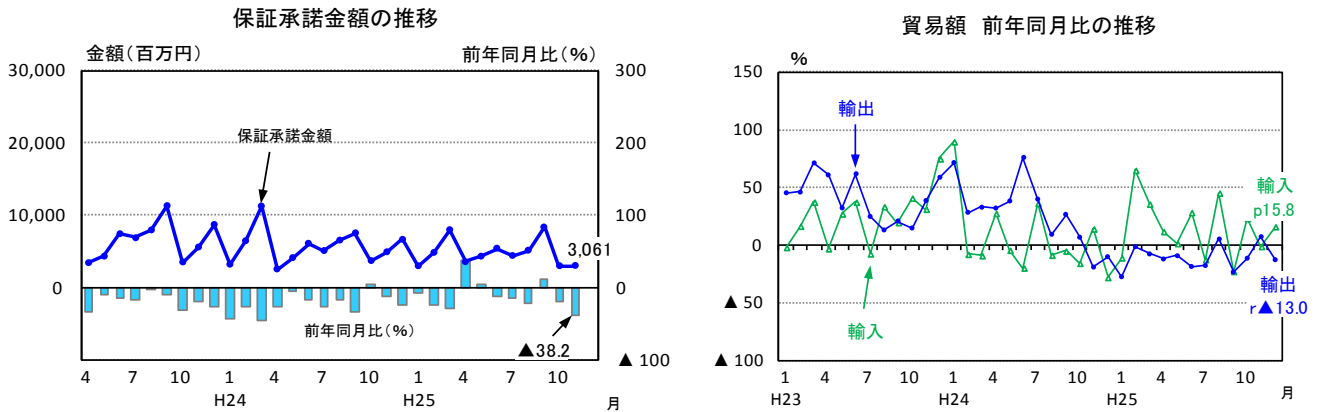 保証承諾金額の推移
金額(百万円)
前年同月比(%)
30,000
20,000
10,000
0
300
200
100
0
▲ 100
保証承諾金額
3,061
前年同月比(%)
▲38.2
4 7 10 1 4 7 10 1 4 7 10
H24 H25 月
貿易額 前年同月比の推移
%
150
100
50
0
▲ 50
▲ 100
輸出
輸入
輸入
p15.8
輸出
r▲13.0
1 4 7 10 1 4 7 10 1 4 7 10
H23 H24 H25 月